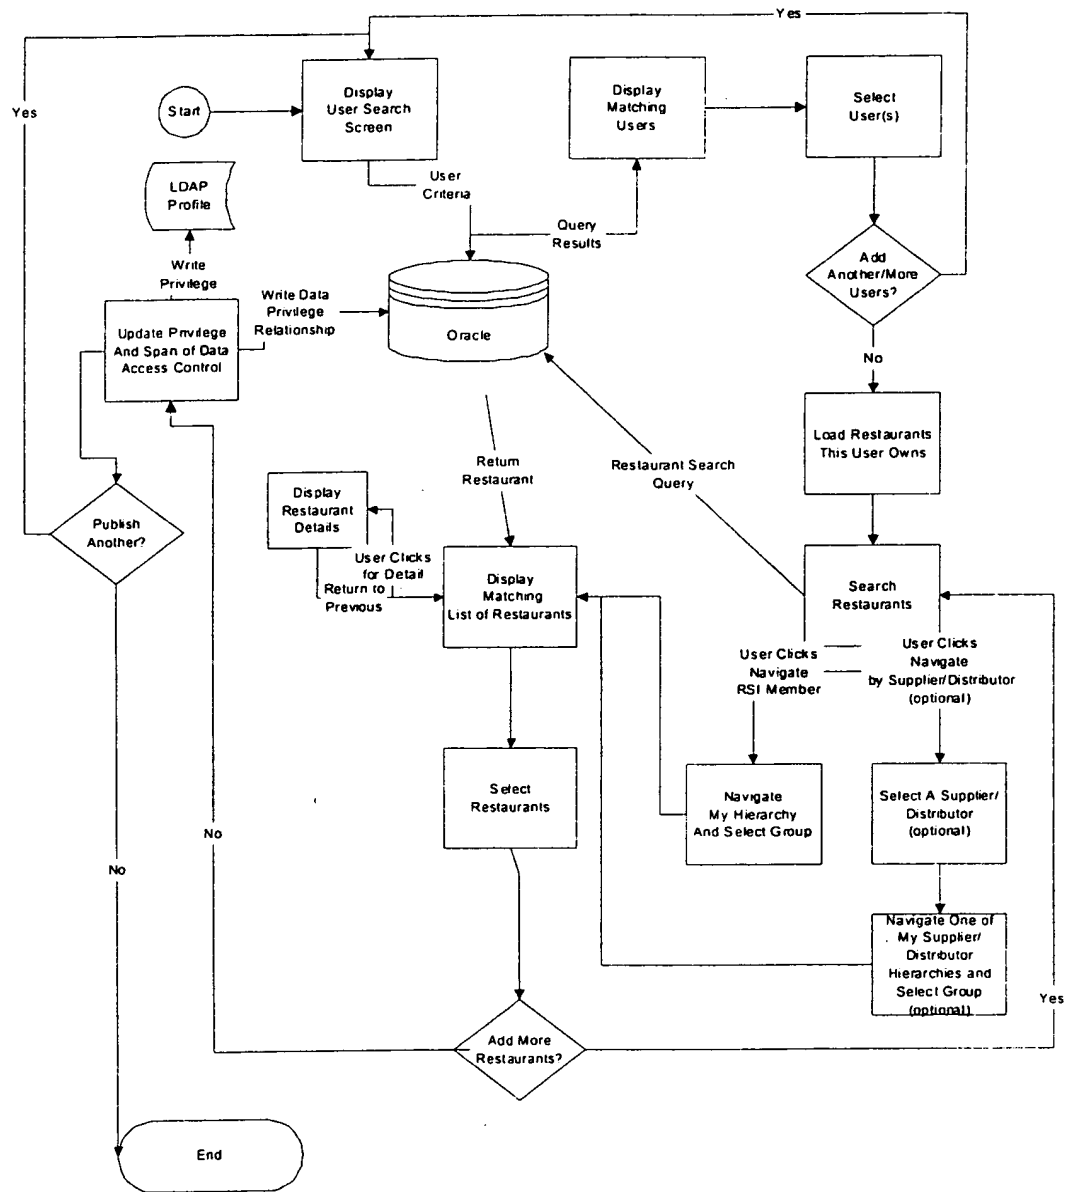 Yes
Yes
Start
Display
User Search
Screen
Display
Matching
Users
Select
User(s)
LDAP
Profile
User
Criteria
Query
Results
Write
Privilege
Write Data
Privilege
Relationship
Add
Another/More
Users?
Update Privilege
And Span of Data
Access Control
Oracle
No
Load Restaurants
This User Owns
Return
Restaurant
Restaurant Search
Query
Display
Restaurant
Details
Publish
Another?
User Clicks
for Detail
Return to
Previous
Display
Matching
List of Restaurants
Search
Restaurants
User Clicks
Navigate
RSI Member
User Clicks
Navigate
by Supplier/Distributor
(optional)
Select
Restaurants
Navigate
My Hierarchy
And Select Group
Select A Supplier/
Distributor
(optional)
No
No
Navigate One of
My Supplier/
Distributor
Hierarchies and
Select Group
(optional)
Yes
Add More
Restaurants?
End